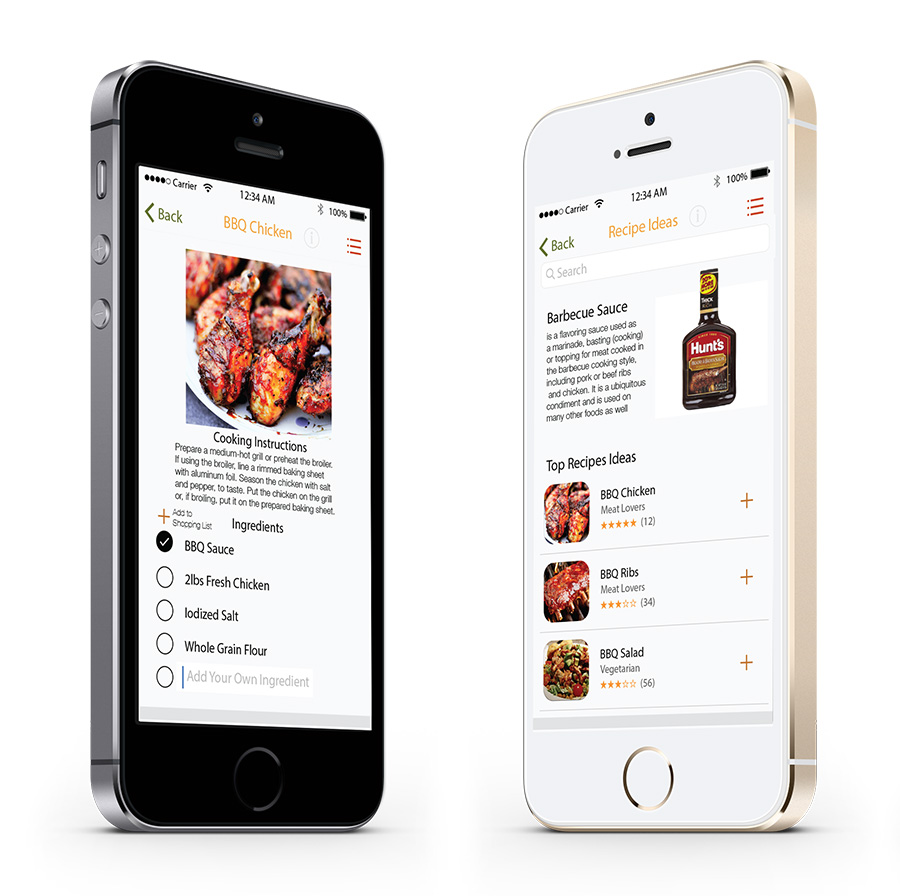 Carrier
12:34 AM
100%
Back
BBQ Chicken
i
Cooking Instructions
Prepare a medium-hot grill or preheat the broiler.
If using the broiler, line a rimmed baking sheet
with aluminum foil. Season the chicken with salt
and pepper, to taste. Put the chicken on the grill
or, if broiling, put it on the prepared baking sheet.
+ Add to
Shopping List
Ingredients
BBQ Sauce
2lbs Fresh Chicken
Iodized Salt
Whole Grain Flour
Add Your Own Ingredient
Carrier
12:34 AM
100%
Back
Recipe Ideas
i
Search
Barbecue Sauce
is a flavoring sauce used as
a marinade, basting (cooking)
or topping for meat cooked in
the barbecue cooking style,
including pork or beef ribs
and chicken. It is a ubiquitous
condiment and is used on
many other foods as well
THICK
RICH
Hunt's
Top Recipes Ideas
BBQ Chicken
Meat Lovers
★★★★★ (12)
+
BBQ Ribs
Meat Lovers
★★★☆☆ (34)
+
BBQ Salad
Vegetarian
★★★☆☆ (56)
+